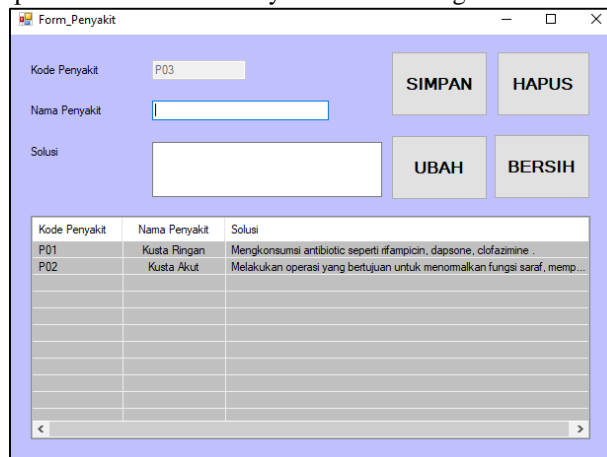 Form_Penyakit
Kode Penyakit P03
SIMPAN HAPUS
Nama Penyakit
Solusi
UBAH BERSIH
Kode Penyakit Nama Penyakit Solusi
P01 Kusta Ringan Mengkonsumsi antibiotic seperti rifampicin, dapsone, clofazimine .
P02 Kusta Akut Melakukan operasi yang bertujuan untuk menormalkan fungsi saraf, memp...